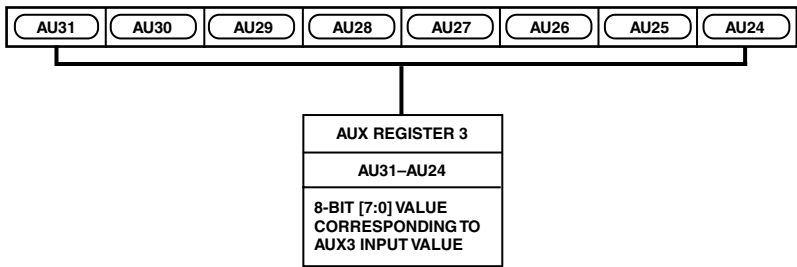 AU31 AU30 AU29 AU28 AU27 AU26 AU25 AU24
AUX REGISTER 3
AU31–AU24
8-BIT [7:0] VALUE
CORRESPONDING TO
AUX3 INPUT VALUE